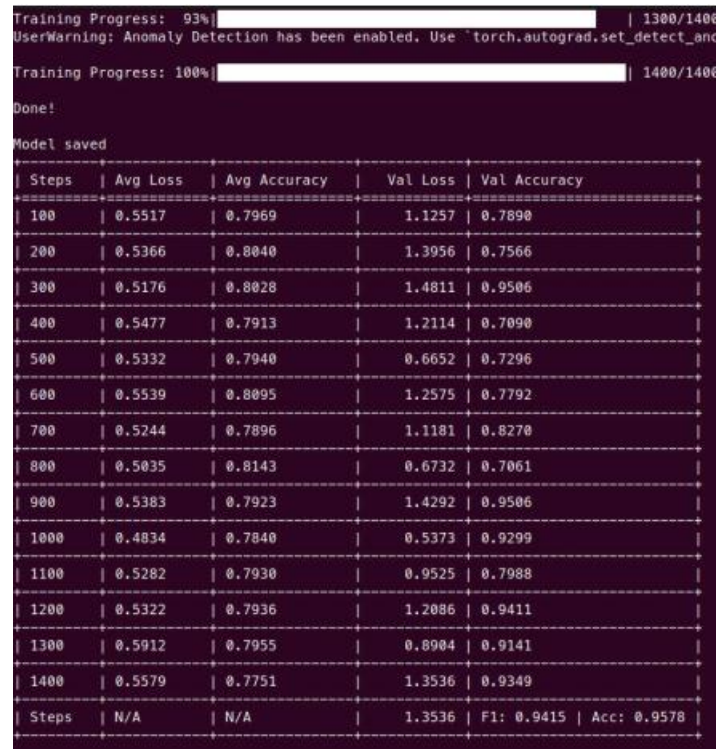 Training Progress: 93%| | 1300/1400
UserWarning: Anomaly Detection has been enabled. Use `torch.autograd.set_detect_ano
Training Progress: 100%| | 1400/1400
Done!
Model saved
| Steps | Avg Loss | Avg Accuracy | Val Loss | Val Accuracy |
| 100 | 0.5517 | 0.7969 | 1.1257 | 0.7890 |
| 200 | 0.5366 | 0.8040 | 1.3956 | 0.7566 |
| 300 | 0.5176 | 0.8028 | 1.4811 | 0.9506 |
| 400 | 0.5477 | 0.7913 | 1.2114 | 0.7090 |
| 500 | 0.5332 | 0.7940 | 0.6652 | 0.7296 |
| 600 | 0.5539 | 0.8095 | 1.2575 | 0.7792 |
| 700 | 0.5244 | 0.7896 | 1.1181 | 0.8270 |
| 800 | 0.5035 | 0.8143 | 0.6732 | 0.7061 |
| 900 | 0.5383 | 0.7923 | 1.4292 | 0.9506 |
| 1000 | 0.4834 | 0.7840 | 0.5373 | 0.9299 |
| 1100 | 0.5282 | 0.7930 | 0.9525 | 0.7988 |
| 1200 | 0.5322 | 0.7936 | 1.2086 | 0.9411 |
| 1300 | 0.5912 | 0.7955 | 0.8904 | 0.9141 |
| 1400 | 0.5579 | 0.7751 | 1.3536 | 0.9349 |
| Steps | N/A | N/A | 1.3536 | F1: 0.9415 | Acc: 0.9578 |